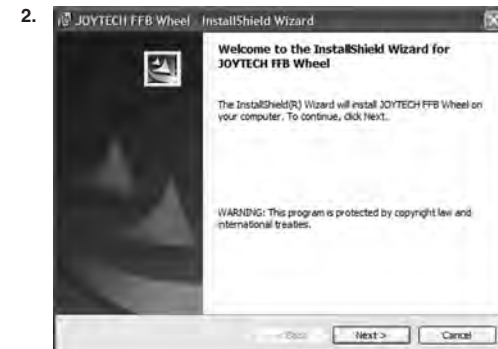 2.
JOYTECH FFB Wheel - InstallShield Wizard
Welcome to the InstallShield Wizard for
JOYTECH FFB Wheel
The InstallShield(R) Wizard will install JOYTECH FFB Wheel on
your computer. To continue, click Next.
WARNING: This program is protected by copyright law and
international treaties.
< Back
Next >
Cancel